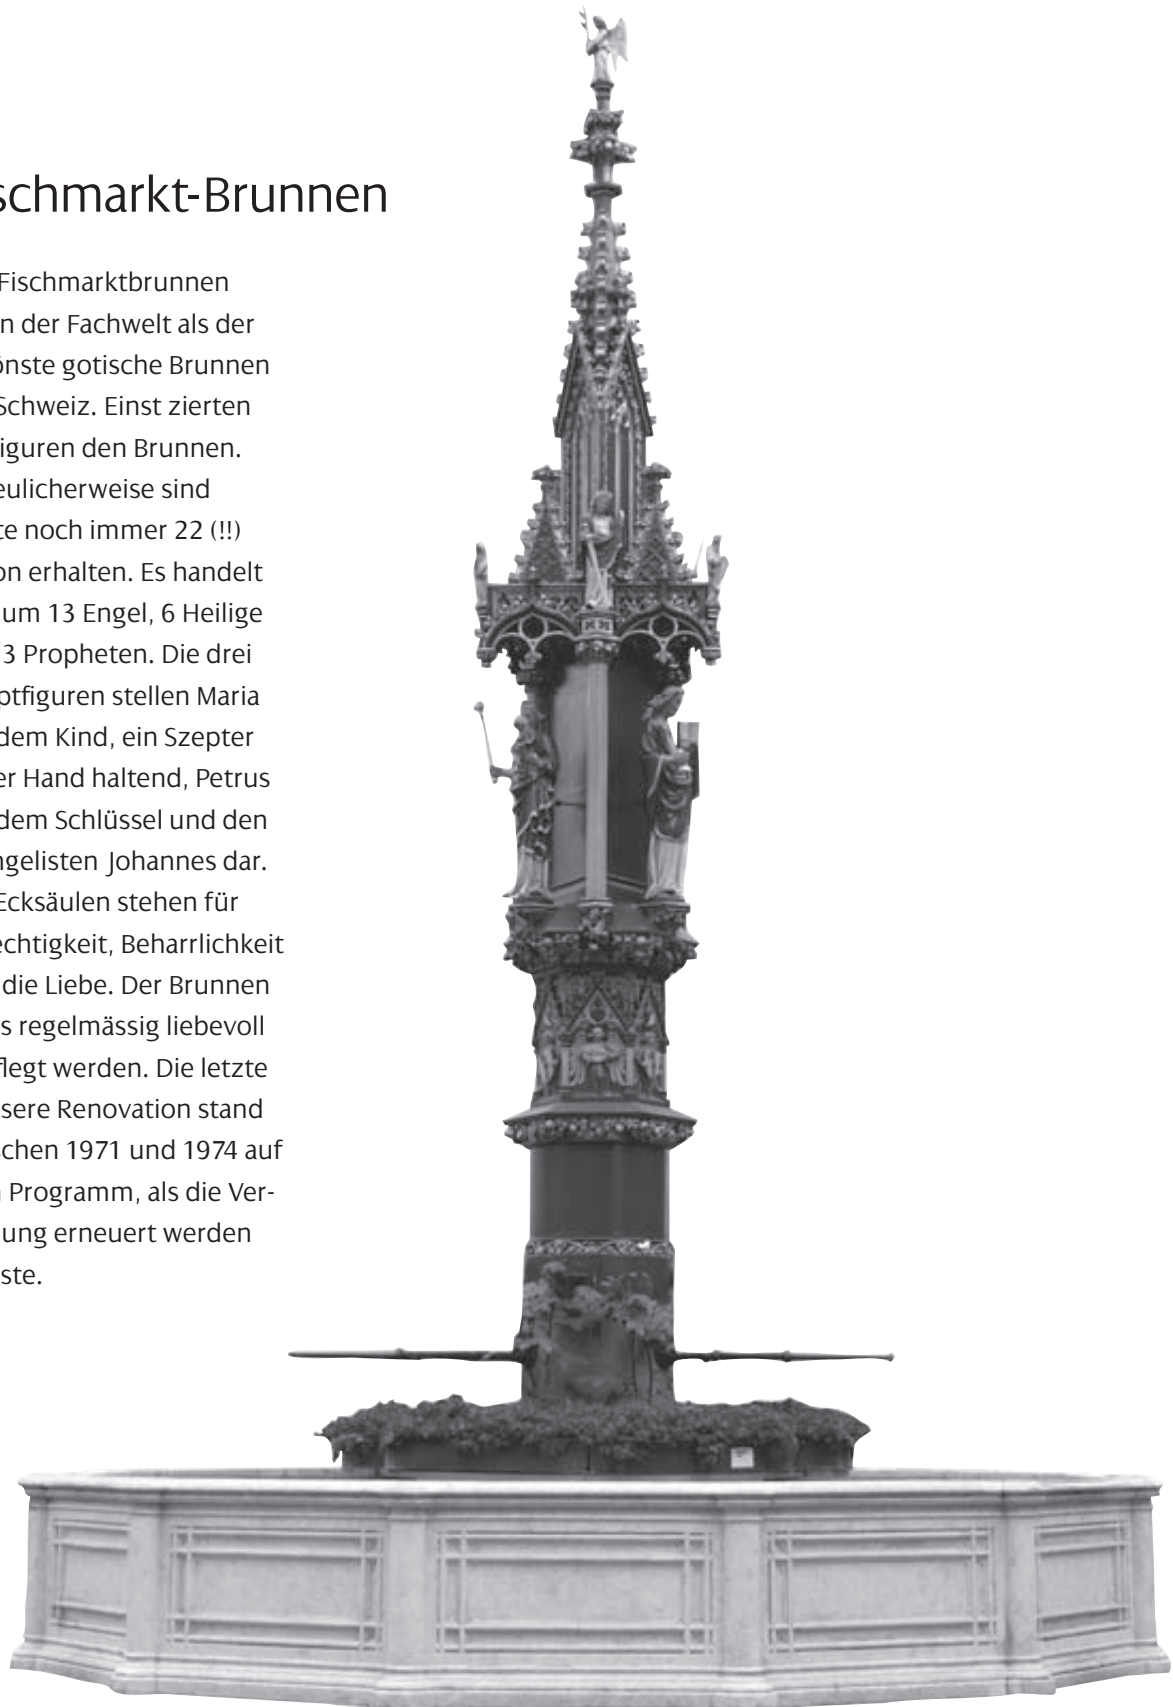 schmarkt-Brunnen
Fischmarktbrunnen
n der Fachwelt als der
önste gotische Brunnen
Schweiz. Einst zierten
iguren den Brunnen.
eulicherweise sind
te noch immer 22 (!!)
on erhalten. Es handelt
um 13 Engel, 6 Heilige
3 Propheten. Die drei
ptfiguren stellen Maria
dem Kind, ein Szepter
er Hand haltend, Petrus
dem Schlüssel und den
ngelisten Johannes dar.
Ecksäulen stehen für
echtigkeit, Beharrlichkeit
die Liebe. Der Brunnen
s regelmässig liebevoll
flegt werden. Die letzte
ssere Renovation stand
schen 1971 und 1974 auf
n Programm, als die Ver-
ung erneuert werden
ste.